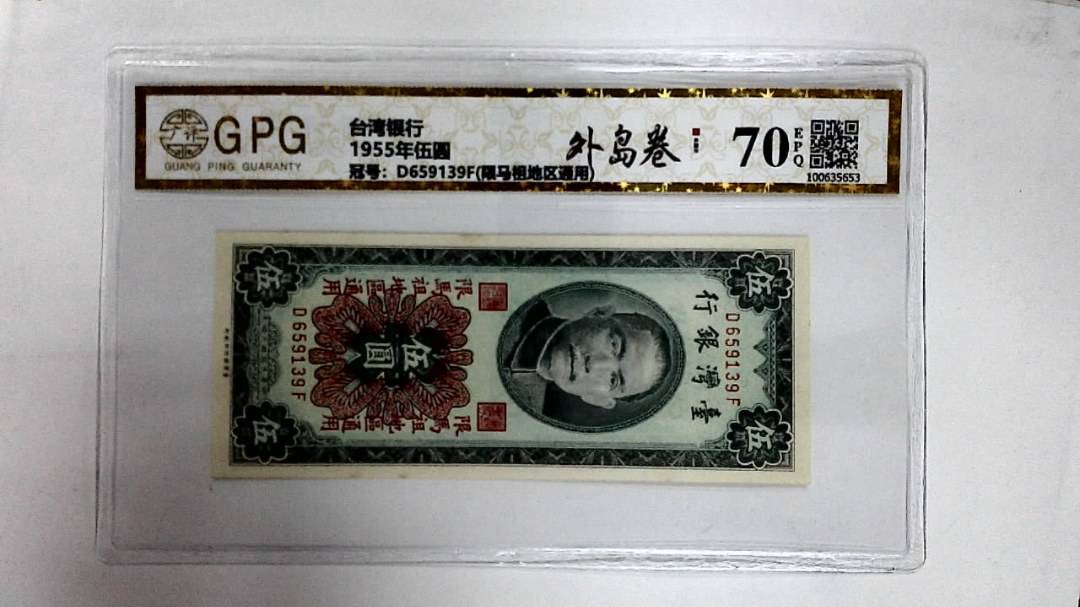 GPG
GUANG PING GUARANTY
台湾银行
1955年伍圆
冠号：D659139F(限马祖地区通用)
外岛卷
70
EPQ
100635653
臺灣銀行
D659139F
伍圓
限馬祖地區通用
限馬祖地區通用
D659139F
伍
伍
伍
伍